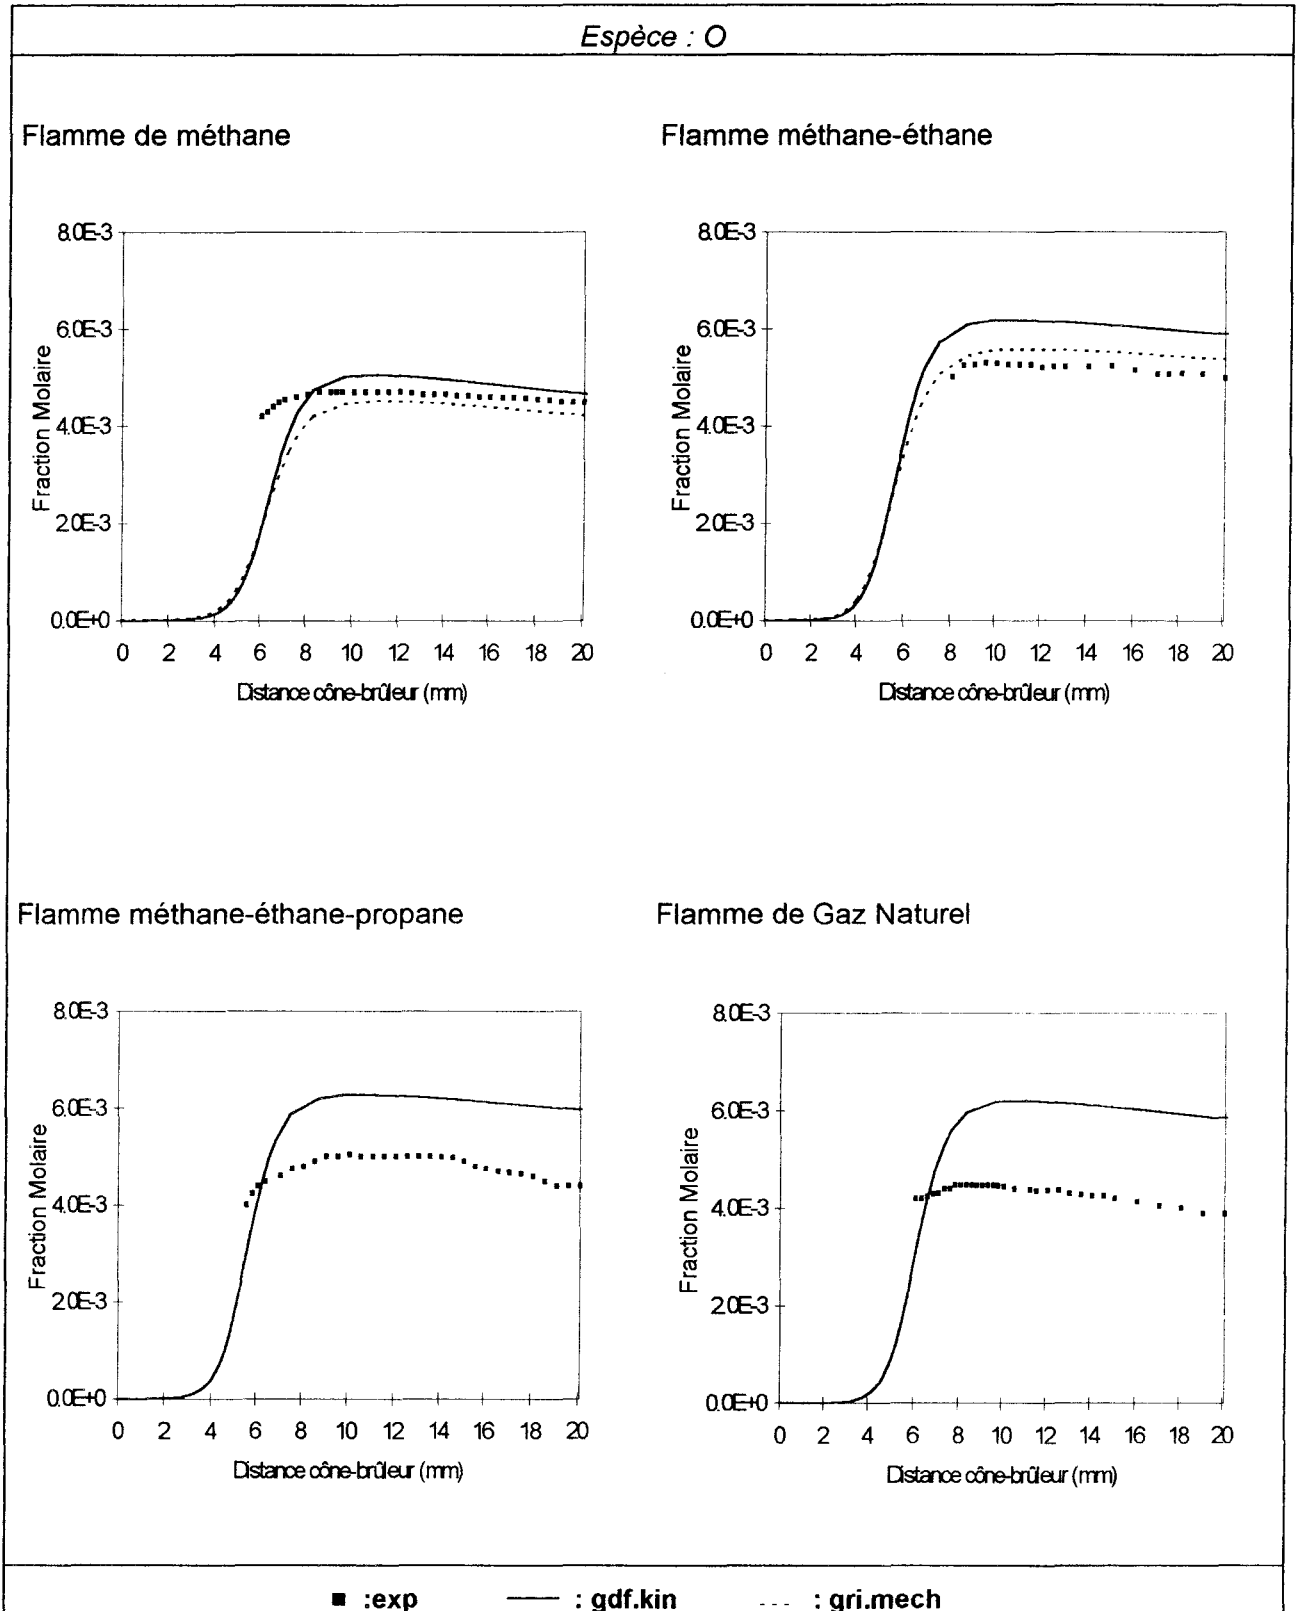 Espèce : O
Flamme de méthane
Flamme méthane-éthane
8.0E-3
6.0E-3
4.0E-3
2.0E-3
0.0E+0
Fraction Molaire
0 2 4 6 8 10 12 14 16 18 20
Distance cône-brûleur (mm)
8.0E-3
6.0E-3
4.0E-3
2.0E-3
0.0E+0
Fraction Molaire
0 2 4 6 8 10 12 14 16 18 20
Distance cône-brûleur (mm)
Flamme méthane-éthane-propane
Flamme de Gaz Naturel
8.0E-3
6.0E-3
4.0E-3
2.0E-3
0.0E+0
Fraction Molaire
0 2 4 6 8 10 12 14 16 18 20
Distance cône-brûleur (mm)
8.0E-3
6.0E-3
4.0E-3
2.0E-3
0.0E+0
Fraction Molaire
0 2 4 6 8 10 12 14 16 18 20
Distance cône-brûleur (mm)
:exp : gdf.kin : gri.mech